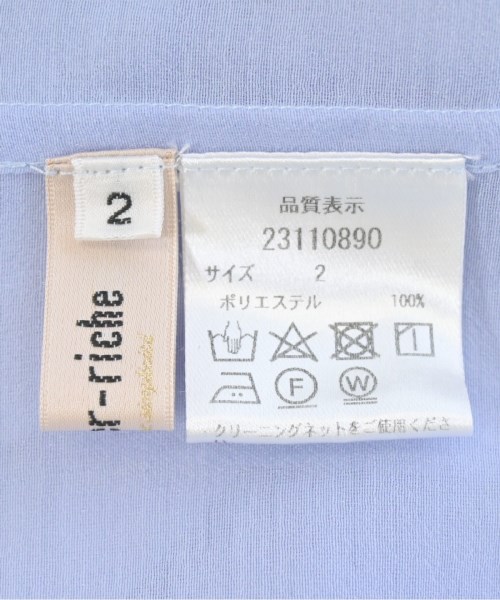 2
er-riche
品質表示
23110890
サイズ 2
ポリエステル 100%
F
W
クリーニングネットをご使用くださ